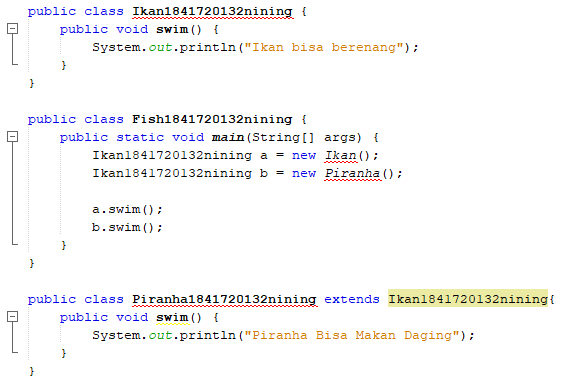 public class Ikan1841720132nining {
    public void swim() {
        System.out.println("Ikan bisa berenang");
    }
}
public class Fish1841720132nining {
    public static void main(String[] args) {
        Ikan1841720132nining a = new Ikan();
        Ikan1841720132nining b = new Piranha();
        a.swim();
        b.swim();
    }
}
public class Piranha1841720132nining extends Ikan1841720132nining{
    public void swim() {
        System.out.println("Piranha Bisa Makan Daging");
    }
}